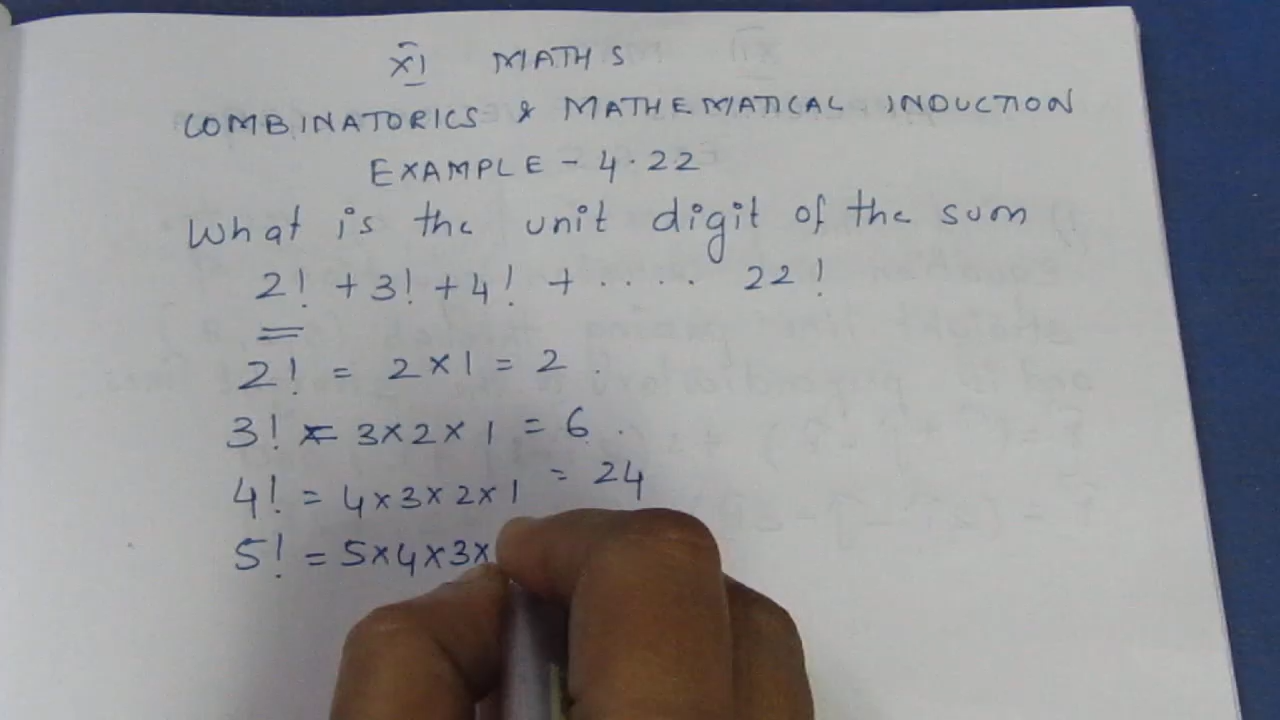 XI MATHS
COMBINATORICS & MATHEMATICAL INDUCTION
EXAMPLE - 4.22
What is the unit digit of the sum
2! + 3! + 4! + ..... 22!
2! = 2 × 1 = 2.
3! = 3 × 2 × 1 = 6.
4! = 4 × 3 × 2 × 1 = 24
5! = 5 × 4 × 3 ×